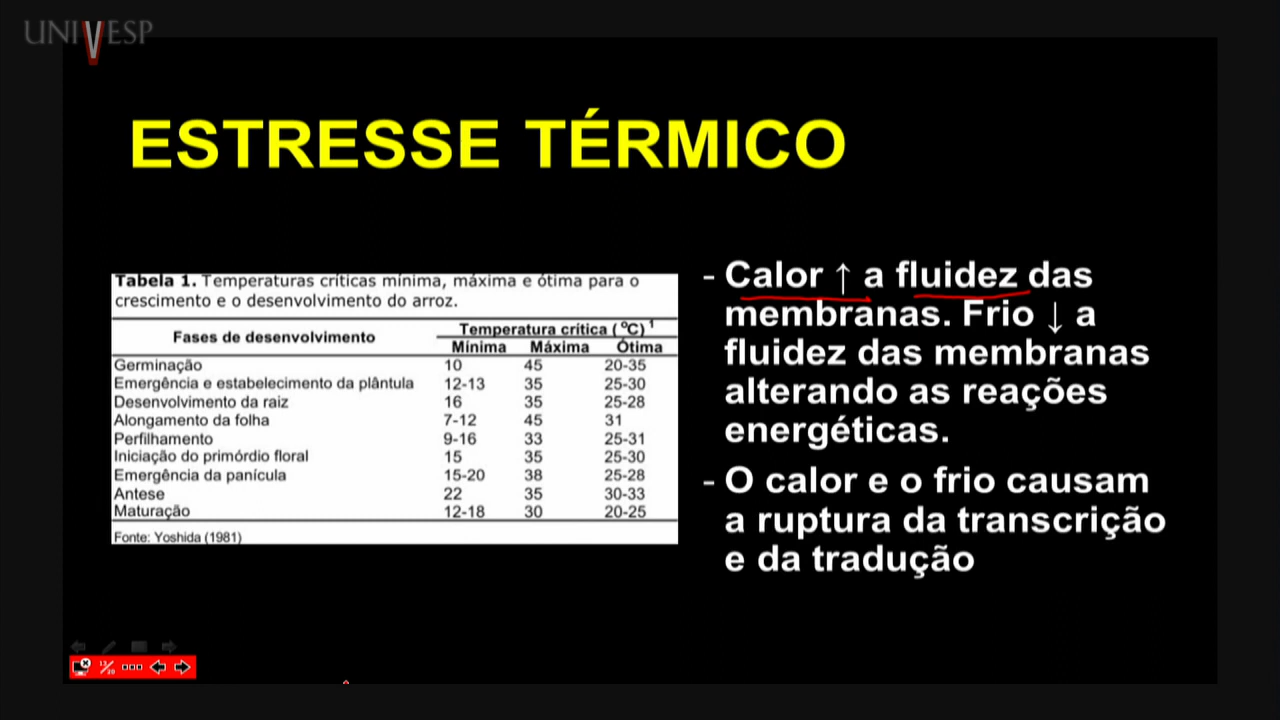 UNIVESP
ESTRESSE TÉRMICO
Tabela 1. Temperaturas críticas mínima, máxima e ótima para o
crescimento e o desenvolvimento do arroz.
Fases de desenvolvimento Temperatura crítica (ºC)¹
Mínima Máxima Ótima
Germinação 10 45 20-35
Emergência e estabelecimento da plântula 12-13 35 25-30
Desenvolvimento da raiz 16 35 25-28
Alongamento da folha 7-12 45 31
Perfilhamento 9-16 33 25-31
Iniciação do primórdio floral 15 35 25-30
Emergência da panícula 15-20 38 25-28
Antese 22 35 30-33
Maturação 12-18 30 20-25
Fonte: Yoshida (1981)
- Calor ↑ a fluidez das
membranas. Frio ↓ a
fluidez das membranas
alterando as reações
energéticas.
- O calor e o frio causam
a ruptura da transcrição
e da tradução